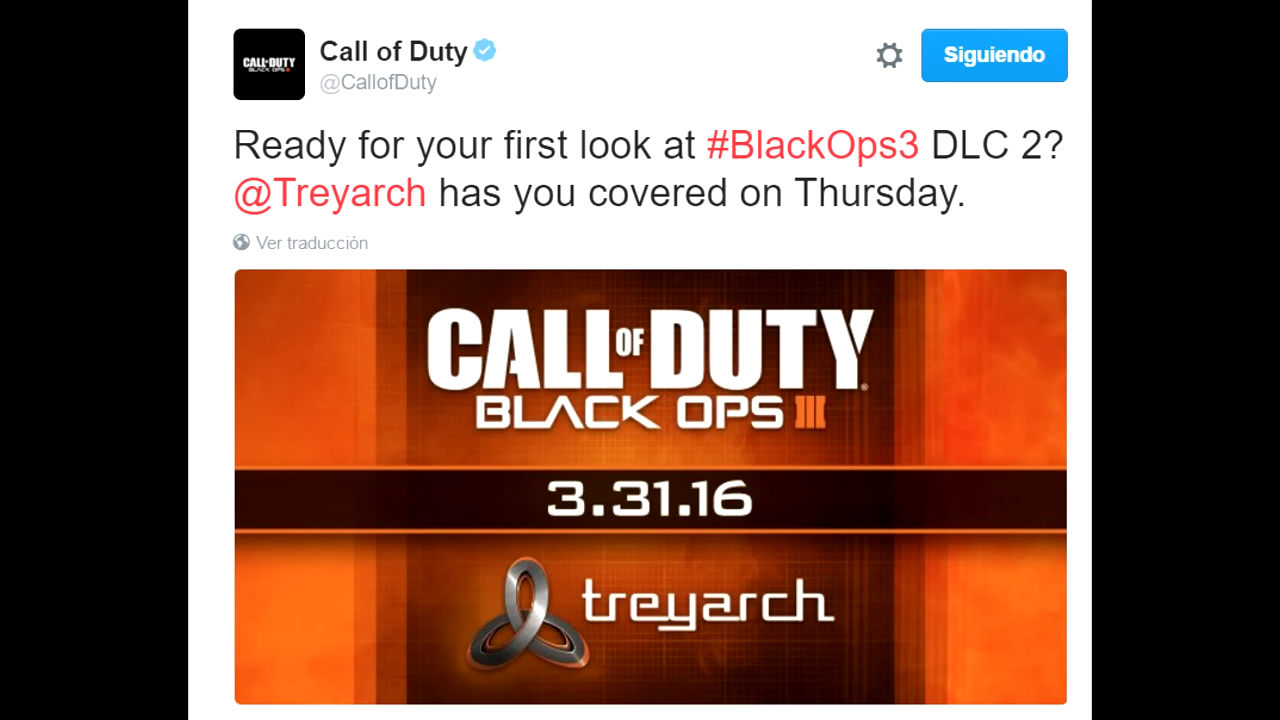 CALL OF DUTY
BLACK OPS III
Call of Duty
@CallofDuty
Siguiendo
Ready for your first look at #BlackOps3 DLC 2?
@Treyarch has you covered on Thursday.
Ver traducción
CALL OF DUTY®
BLACK OPS III
3.31.16
treyarch